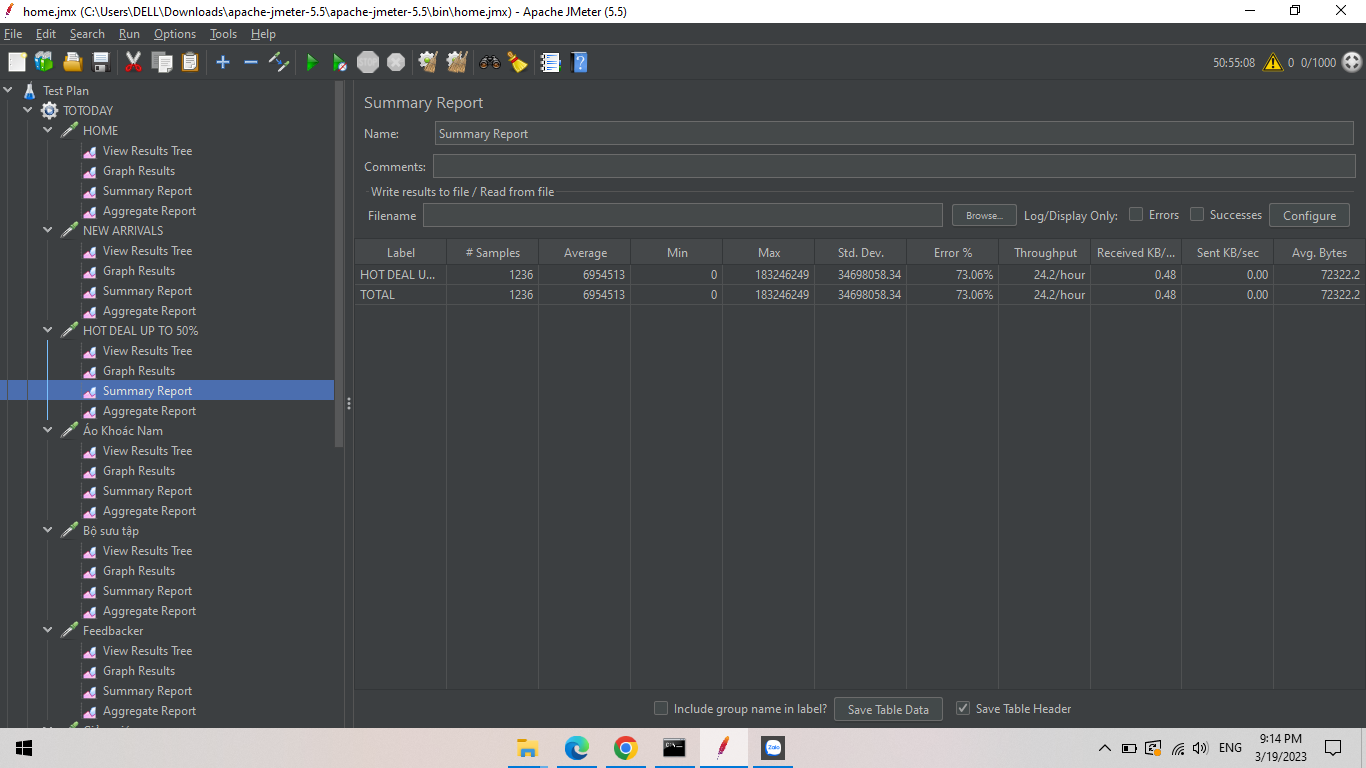 home.jmx (C:\Users\DELL\Downloads\apache-jmeter-5.5\apache-jmeter-5.5\bin\home.jmx) - Apache JMeter (5.5)
File Edit Search Run Options Tools Help
STOP 50:55:08 0 0/1000
Test Plan
TOTODAY
HOME
View Results Tree
Graph Results
Summary Report
Aggregate Report
NEW ARRIVALS
View Results Tree
Graph Results
Summary Report
Aggregate Report
HOT DEAL UP TO 50%
View Results Tree
Graph Results
Summary Report
Aggregate Report
Áo Khoác Nam
View Results Tree
Graph Results
Summary Report
Aggregate Report
Bộ sưu tập
View Results Tree
Graph Results
Summary Report
Aggregate Report
Feedbacker
View Results Tree
Graph Results
Summary Report
Aggregate Report
Summary Report
Name: Summary Report
Comments:
Write results to file / Read from file
Filename Browse... Log/Display Only: Errors Successes Configure
Label # Samples Average Min Max Std. Dev. Error % Throughput Received KB/... Sent KB/sec Avg. Bytes
HOT DEAL U... 1236 6954513 0 183246249 34698058.34 73.06% 24.2/hour 0.48 0.00 72322.2
TOTAL 1236 6954513 0 183246249 34698058.34 73.06% 24.2/hour 0.48 0.00 72322.2
Include group name in label? Save Table Data Save Table Header
Zalo ENG 9:14 PM
3/19/2023